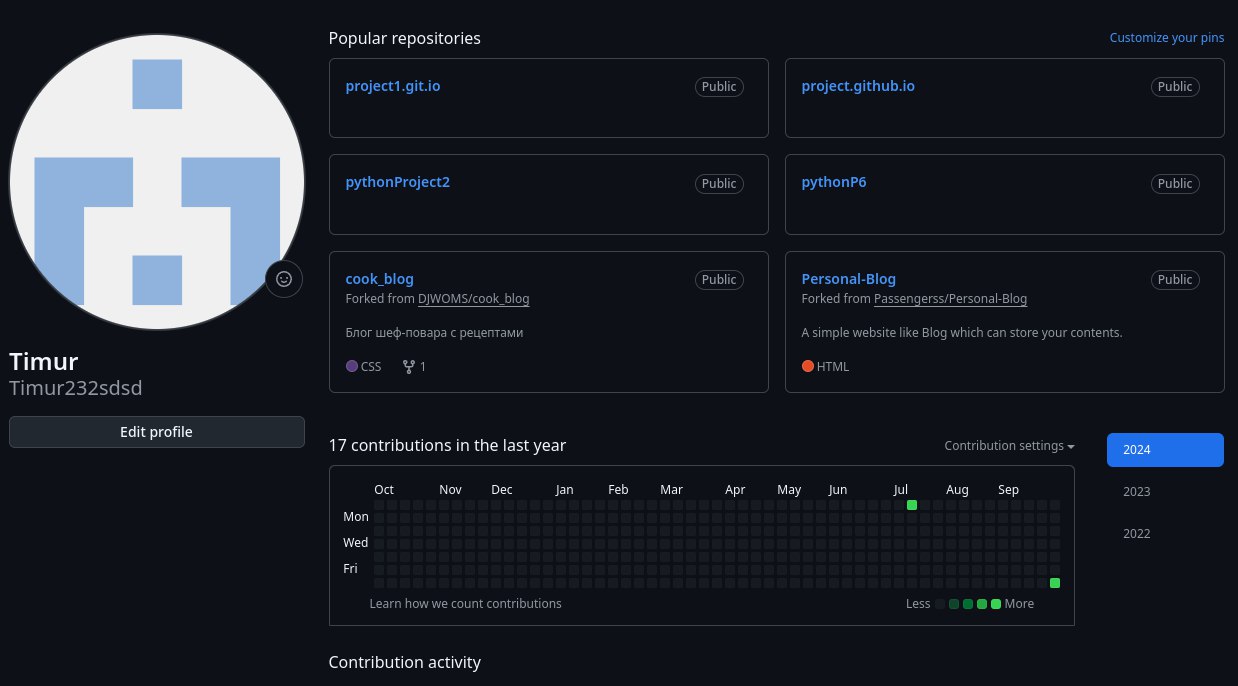 Popular repositories
Customize your pins
project1.git.io
Public
project.github.io
Public
pythonProject2
Public
pythonP6
Public
cook_blog
Public
Forked from DJWOMS/cook_blog
Блог шеф-повара с рецептами
CSS 1
Personal-Blog
Public
Forked from Passengerss/Personal-Blog
A simple website like Blog which can store your contents.
HTML
Timur
Timur232sdsd
Edit profile
17 contributions in the last year
Contribution settings
2024
2023
2022
Oct Nov Dec Jan Feb Mar Apr May Jun Jul Aug Sep
Mon
Wed
Fri
Learn how we count contributions
Less More
Contribution activity